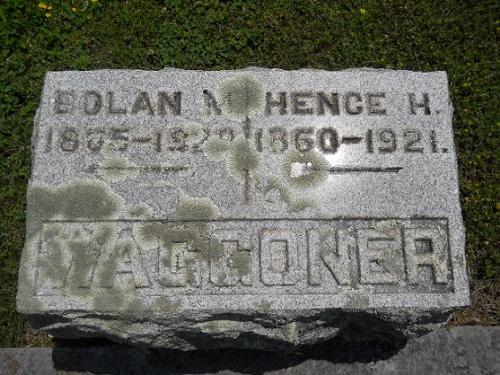 BOLAN M. HENCE H.
1860-1921.
WAGGONER